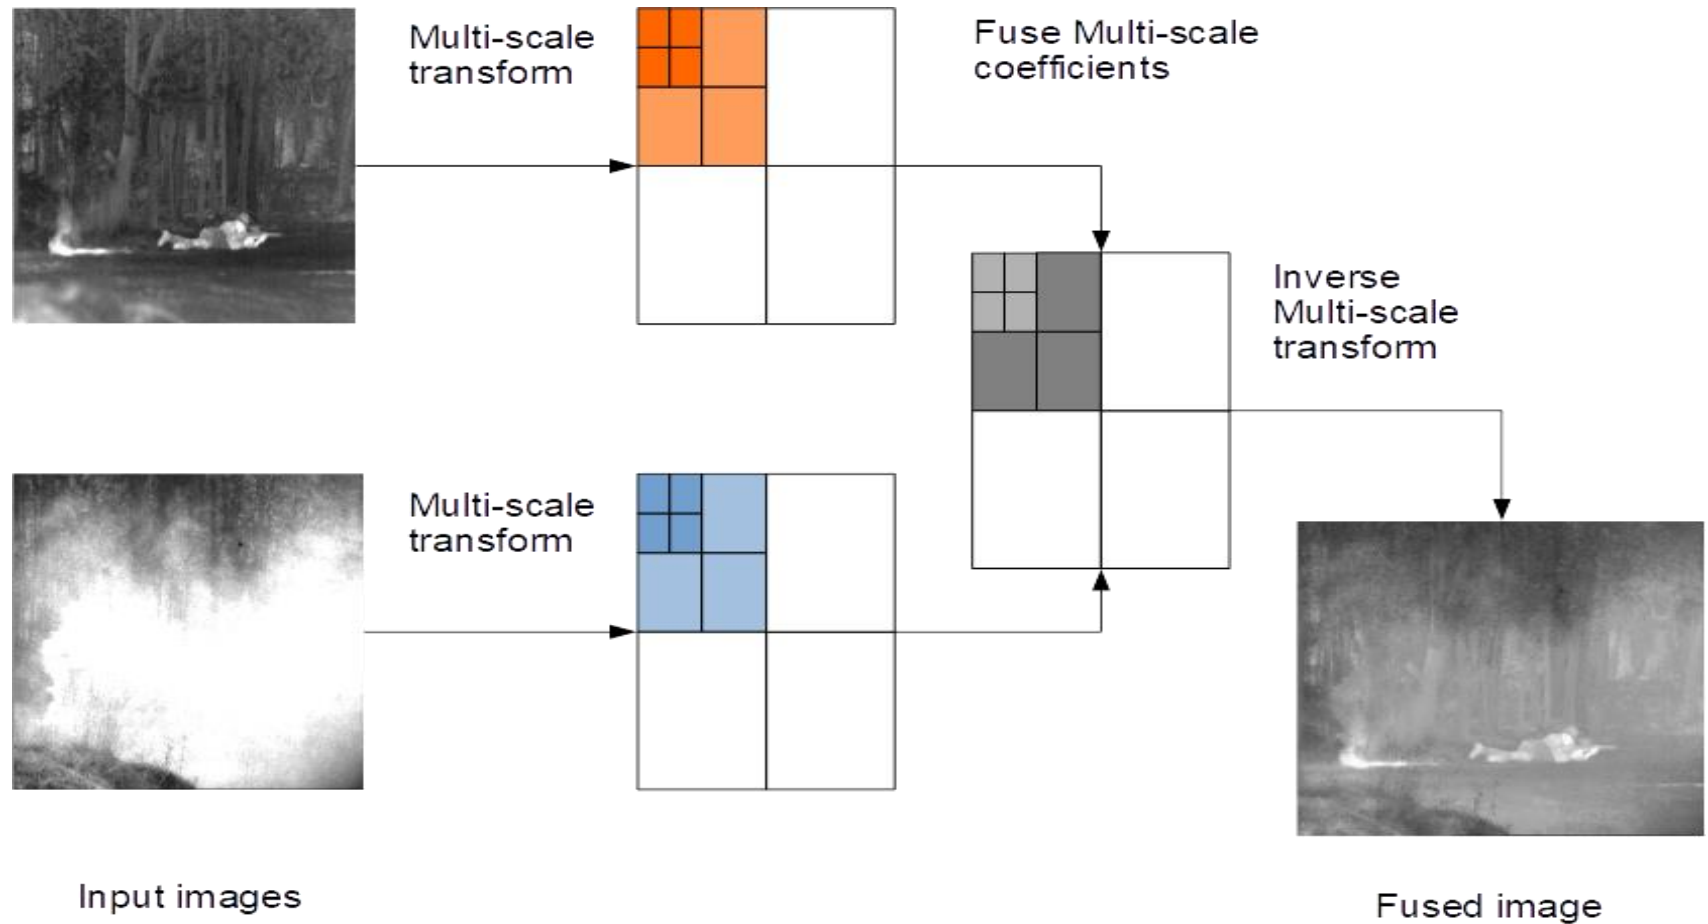 Multi-scale
transform
Fuse Multi-scale
coefficients
Inverse
Multi-scale
transform
Multi-scale
transform
Input images
Fused image